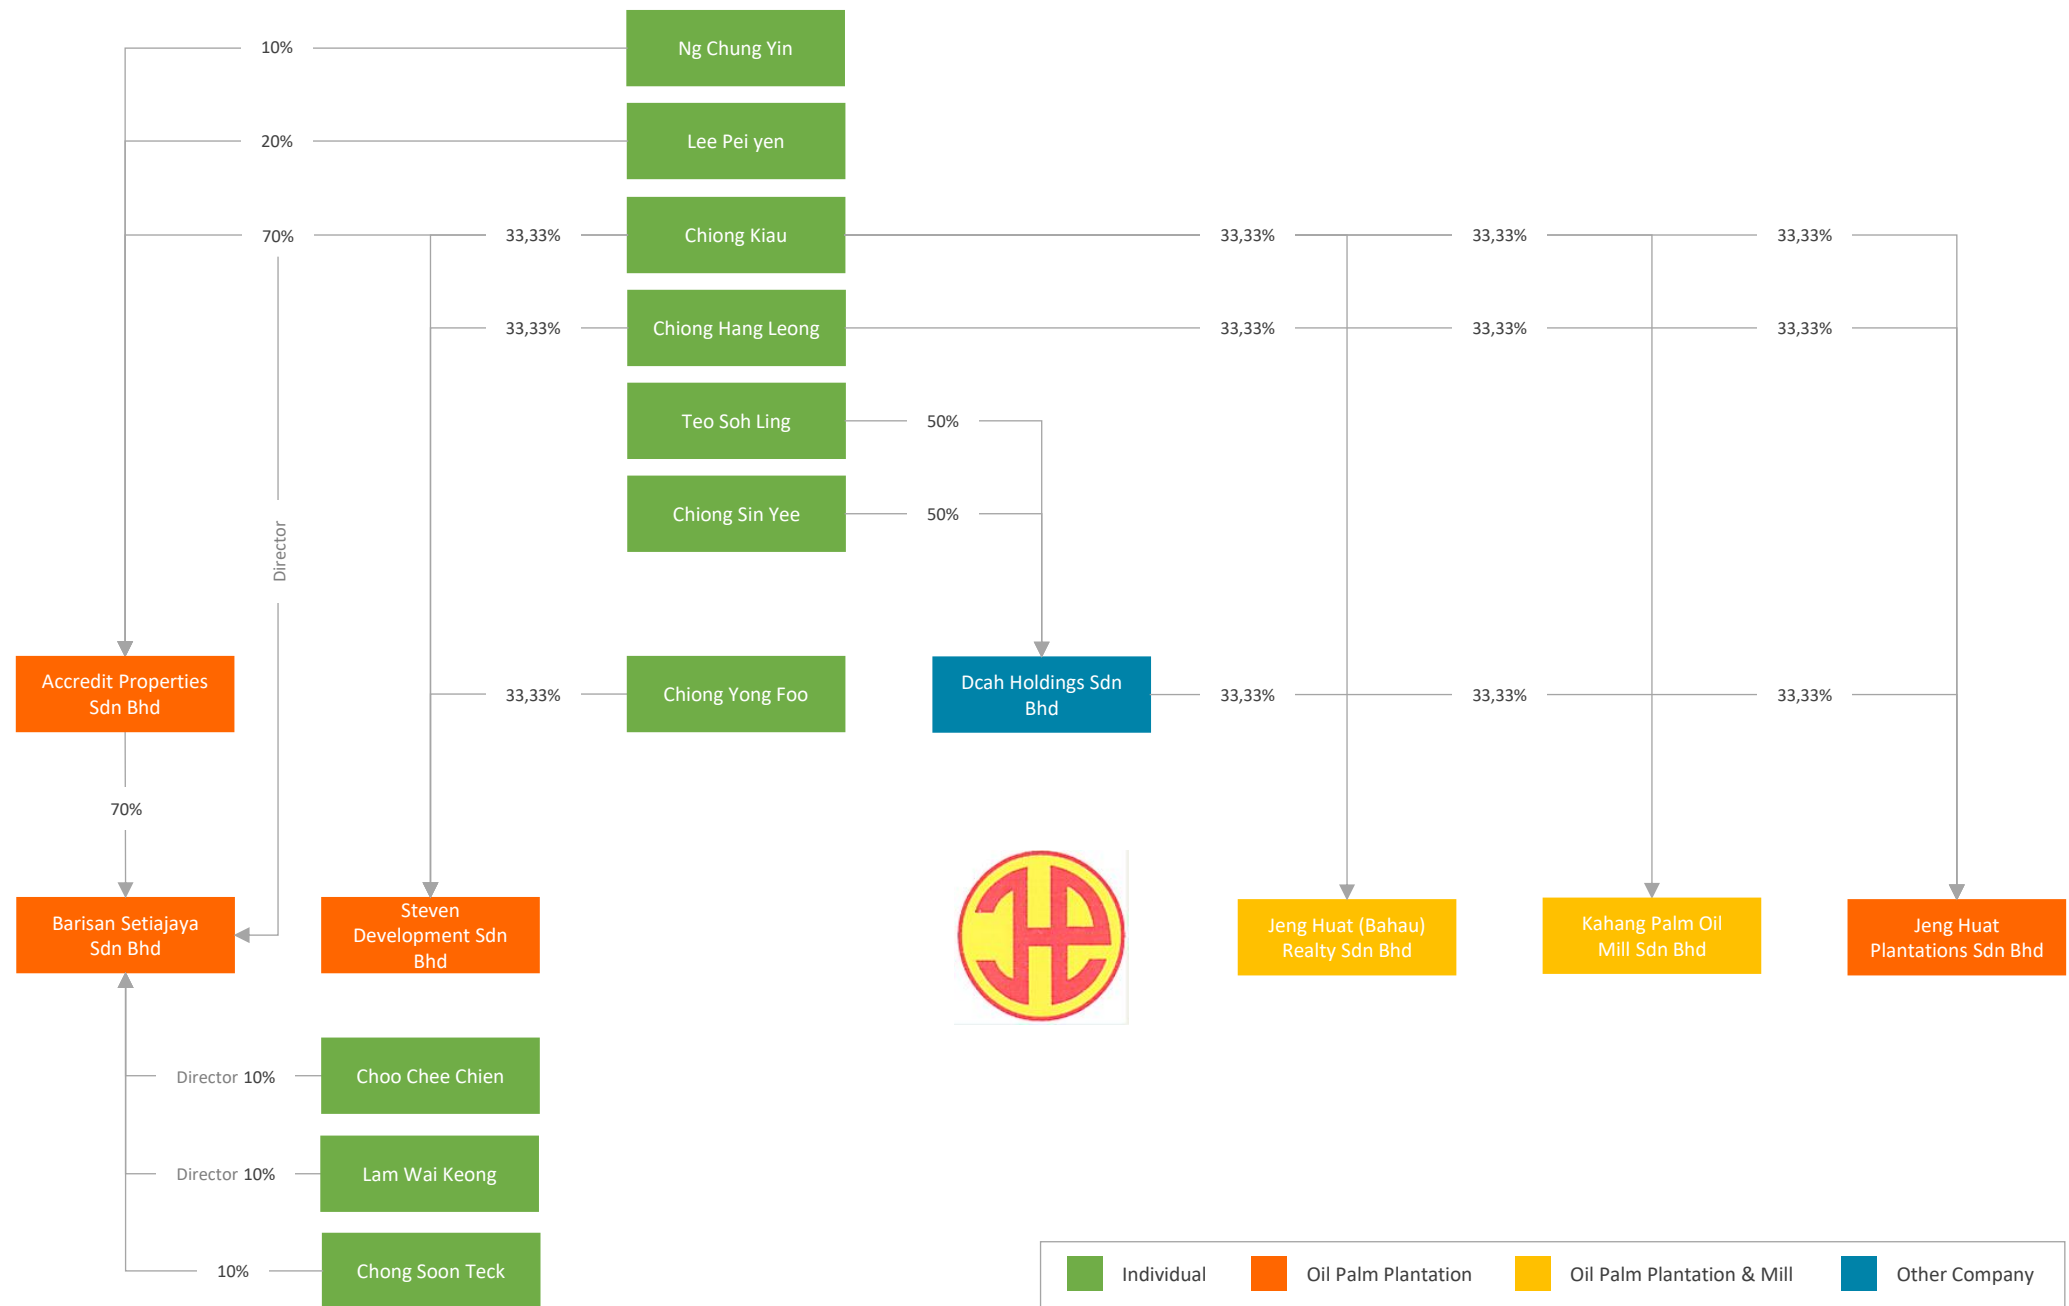 10%
Ng Chung Yin
20%
Lee Pei yen
70%
33,33%
Chiong Kiau
33,33%
33,33%
33,33%
33,33%
Chiong Hang Leong
33,33%
33,33%
33,33%
Teo Soh Ling
50%
Chiong Sin Yee
50%
Director
Accredit Properties
Sdn Bhd
33,33%
Chiong Yong Foo
Dcah Holdings Sdn
Bhd
33,33%
33,33%
33,33%
70%
Barisan Setiajaya
Sdn Bhd
Steven
Development Sdn
Bhd
Jeng Huat (Bahau)
Realty Sdn Bhd
Kahang Palm Oil
Mill Sdn Bhd
Jeng Huat
Plantations Sdn Bhd
Director 10%
Choo Chee Chien
Director 10%
Lam Wai Keong
10%
Chong Soon Teck
Individual
Oil Palm Plantation
Oil Palm Plantation & Mill
Other Company